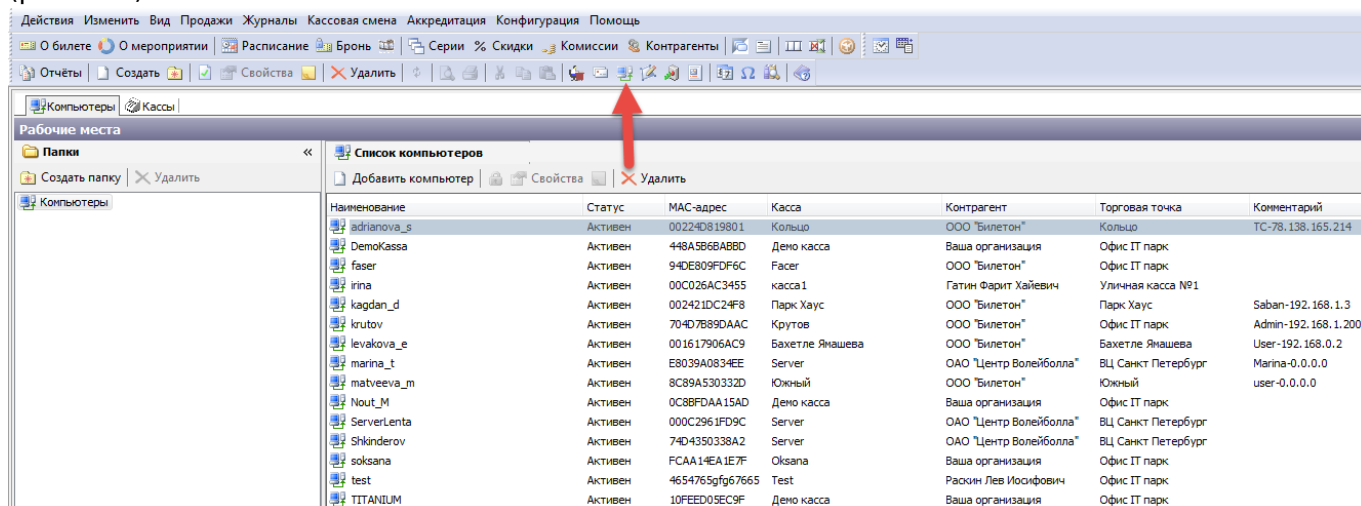 Действия Изменить Вид Продажи Журналы Кассовая смена Аккредитация Конфигурация Помощь
О билете О мероприятии Расписание Бронь Серии % Скидки Комиссии Контрагенты
Отчёты Создать Свойства Удалить
Компьютеры Кассы
Рабочие места
Папки « Список компьютеров
Создать папку Удалить Добавить компьютер Свойства Удалить
Компьютеры
Наименование Статус MAC-адрес Касса Контрагент Торговая точка Комментарий
adrianova_s Активен 00224D819801 Кольцо ООО "Билетон" Кольцо TC-78.138.165.214
DemoKassa Активен 448A5B6BABBD Демо касса Ваша организация Офис IT парк
faser Активен 94DE809FDF6C Facer ООО "Билетон" Офис IT парк
irina Активен 00C026AC3455 касса1 Гатин Фарит Хайевич Уличная касса №1
kagdan_d Активен 002421DC24F8 Парк Хаус ООО "Билетон" Парк Хаус Saban-192.168.1.3
krutov Активен 704D7B89DAAC Крутов ООО "Билетон" Офис IT парк Admin-192.168.1.200
levakova_e Активен 001617906AC9 Бахетле Ямашева ООО "Билетон" Бахетле Ямашева User-192.168.0.2
marina_t Активен E8039A0834EE Server ОАО "Центр Волейболла" ВЦ Санкт Петербург Marina-0.0.0.0
matveeva_m Активен 8C89A530332D Южный ООО "Билетон" Южный user-0.0.0.0
Nout_M Активен 0C8BFDAA15AD Демо касса Ваша организация Офис IT парк
ServerLenta Активен 000C2961FD9C Server ОАО "Центр Волейболла" ВЦ Санкт Петербург
Shkinderov Активен 74D4350338A2 Server ОАО "Центр Волейболла" ВЦ Санкт Петербург
soksana Активен FCAA14EA1E7F Oksana Ваша организация Офис IT парк
test Активен 4654765gfg67665 Test Раскин Лев Иосифович Офис IT парк
TITANIUM Активен 10FEED05EC9F Демо касса Ваша организация Офис IT парк